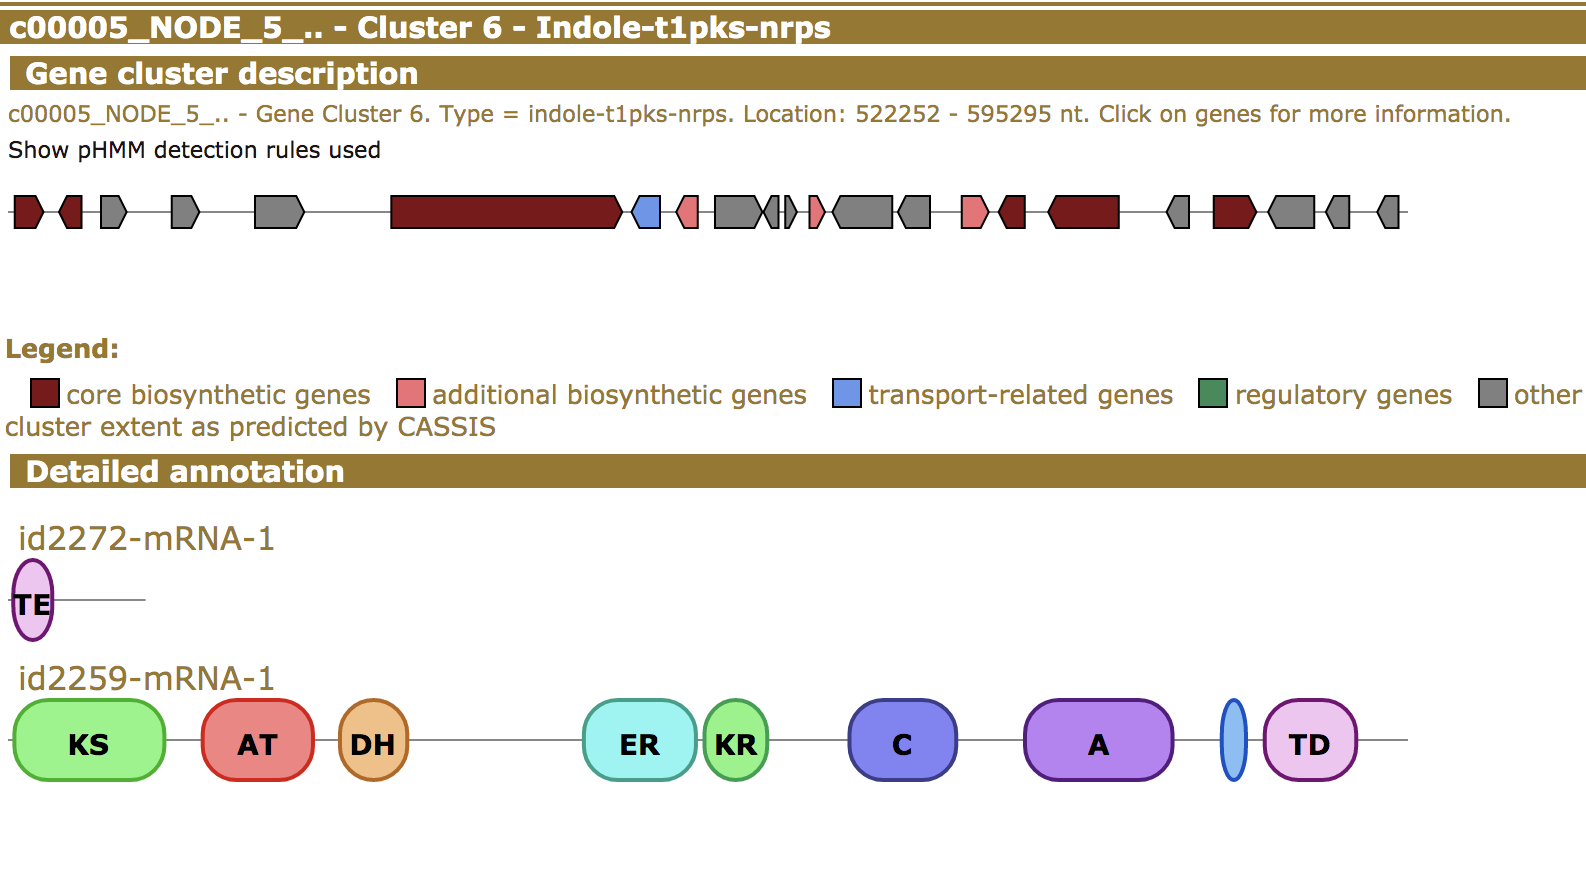 c00005_NODE_5_.. - Cluster 6 - Indole-t1pks-nrps
Gene cluster description
c00005_NODE_5_.. - Gene Cluster 6. Type = indole-t1pks-nrps. Location: 522252 - 595295 nt. Click on genes for more information.
Show pHMM detection rules used
Legend:
core biosynthetic genes additional biosynthetic genes transport-related genes regulatory genes other
cluster extent as predicted by CASSIS
Detailed annotation
id2272-mRNA-1
TE
id2259-mRNA-1
KS AT DH ER KR C A TD